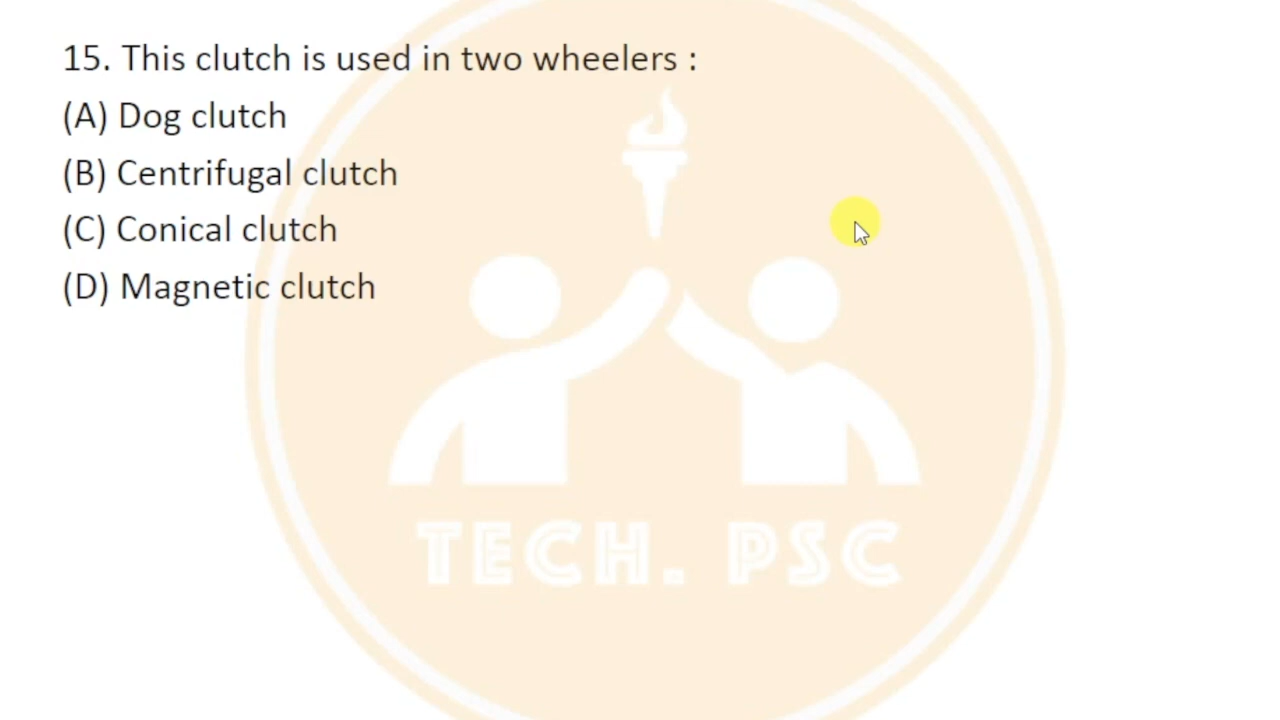 15. This clutch is used in two wheelers :
(A) Dog clutch
(B) Centrifugal clutch
(C) Conical clutch
(D) Magnetic clutch
TECH. PSC